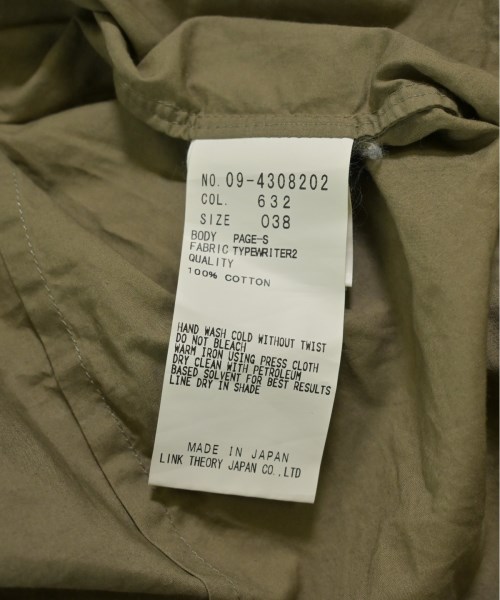 NO. 09-4308202
COL. 632
SIZE 038
BODY PAGE-S
FABRIC TYPEWRITER2
QUALITY
100% COTTON
HAND WASH COLD WITHOUT TWIST
DO NOT BLEACH
WARM IRON USING PRESS CLOTH
DRY CLEAN WITH PETROLEUM
BASED SOLVENT FOR BEST RESULTS
LINE DRY IN SHADE
MADE IN JAPAN
LINK THEORY JAPAN CO.,LTD